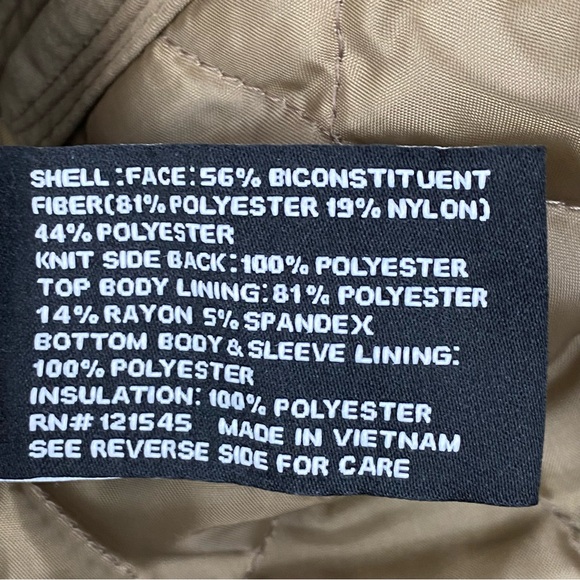 SHELL:FACE:56% BICONSTITUENT
FIBER(81% POLYESTER 19% NYLON)
44% POLYESTER
KNIT SIDE BACK:100% POLYESTER
TOP BODY LINING:81% POLYESTER
14% RAYON 5% SPANDEX
BOTTOM BODY & SLEEVE LINING:
100% POLYESTER
INSULATION: 100% POLYESTER
RN# 121545 MADE IN VIETNAM
SEE REVERSE SIDE FOR CARE